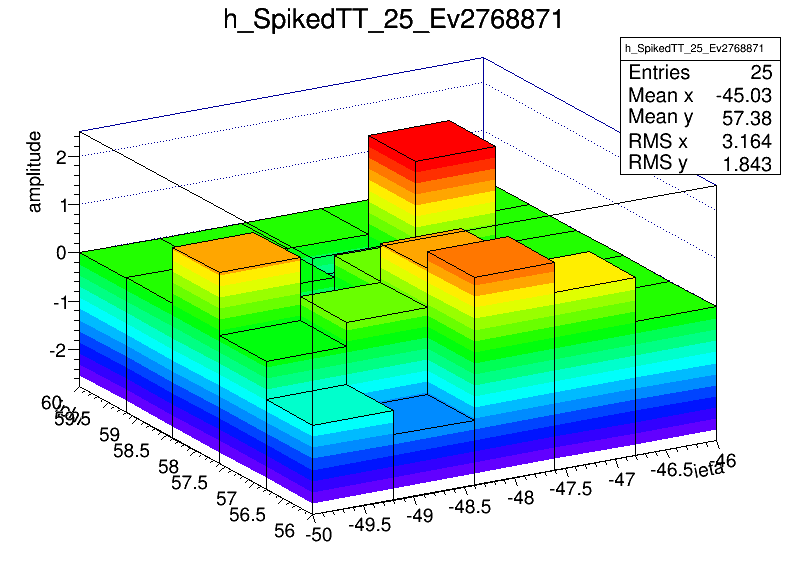 h_SpikedTT_25_Ev2768871
h_SpikedTT_25_Ev2768871
Entries 25
Mean x -45.03
Mean y 57.38
RMS x 3.164
RMS y 1.843
amplitude
2
1
0
-1
-2
60
59.5
59
58.5
58
57.5
57
56.5
56
-50
-49.5
-49
-48.5
-48
-47.5
-47
-46.5
-46
ieta